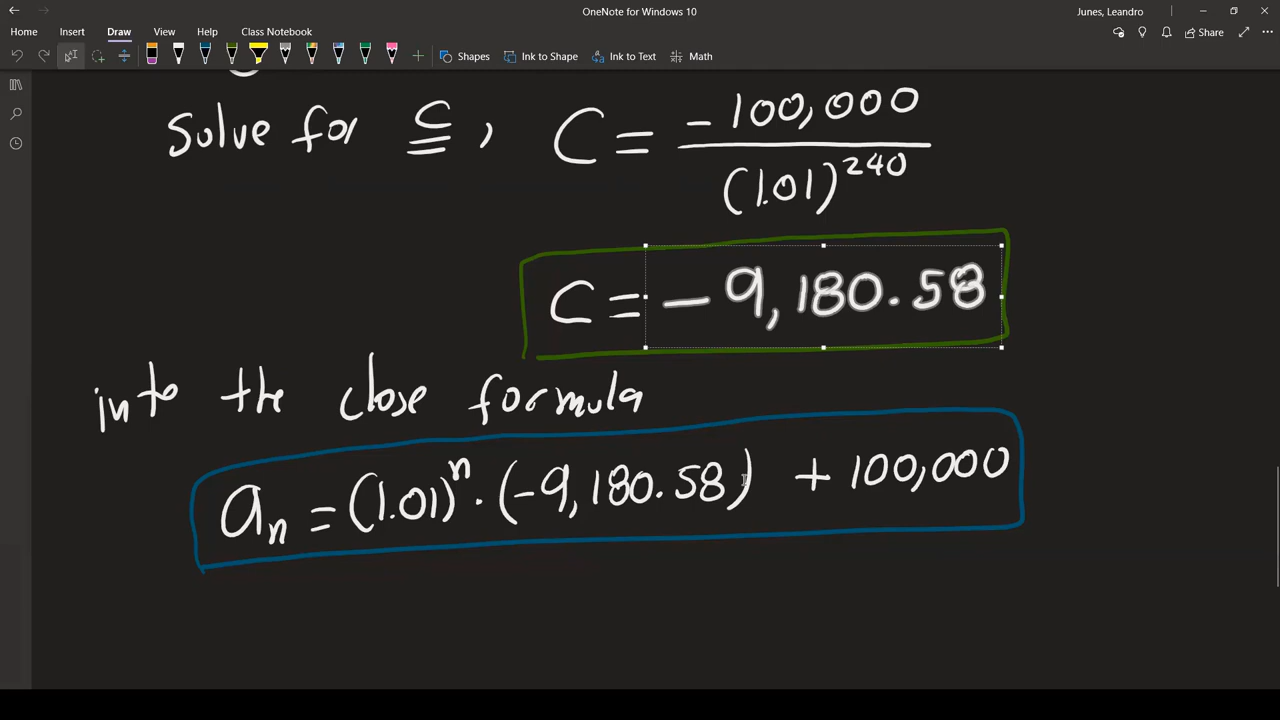 OneNote for Windows 10
Junes, Leandro
Home Insert Draw View Help Class Notebook
Share
Shapes Ink to Shape Ink to Text Math
Solve for C, C = -100,000 / (1.01)^240
C = - 9,180.58
into the close formula
a_n = (1.01)^n · (-9,180.58) + 100,000